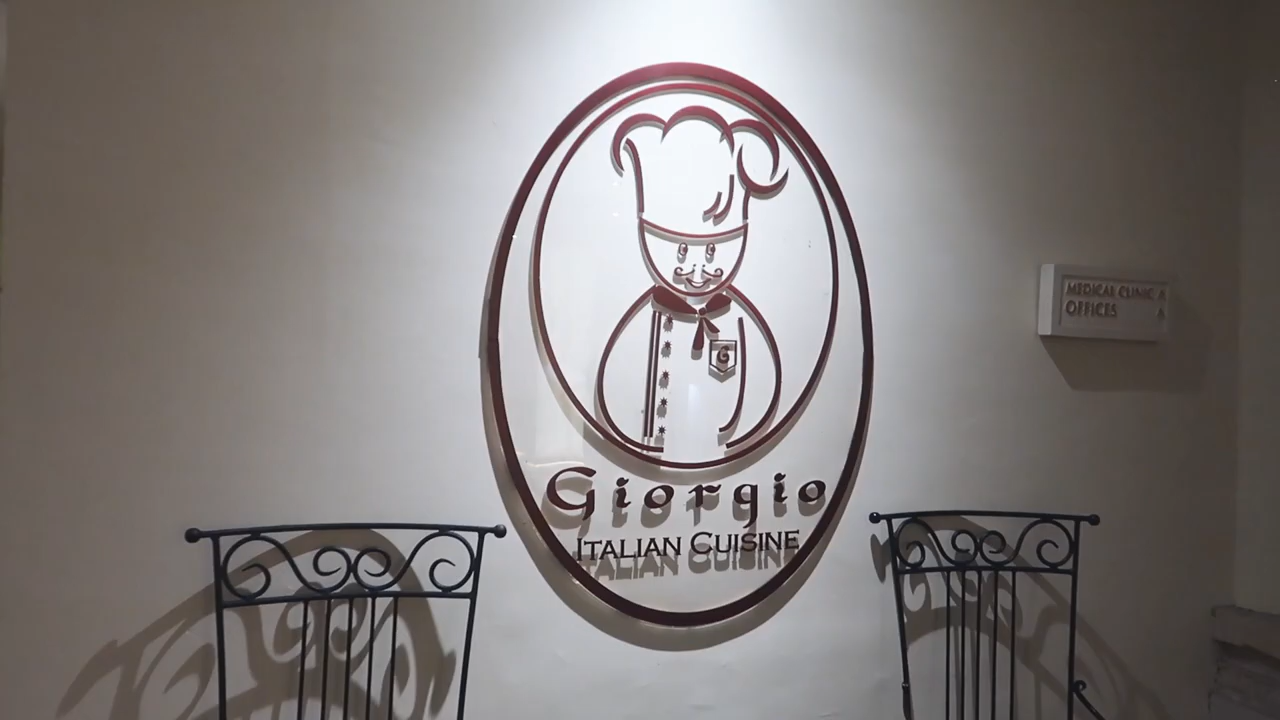 G
Giorgio
ITALIAN CUISINE
MEDICAL CLINIC
OFFICES